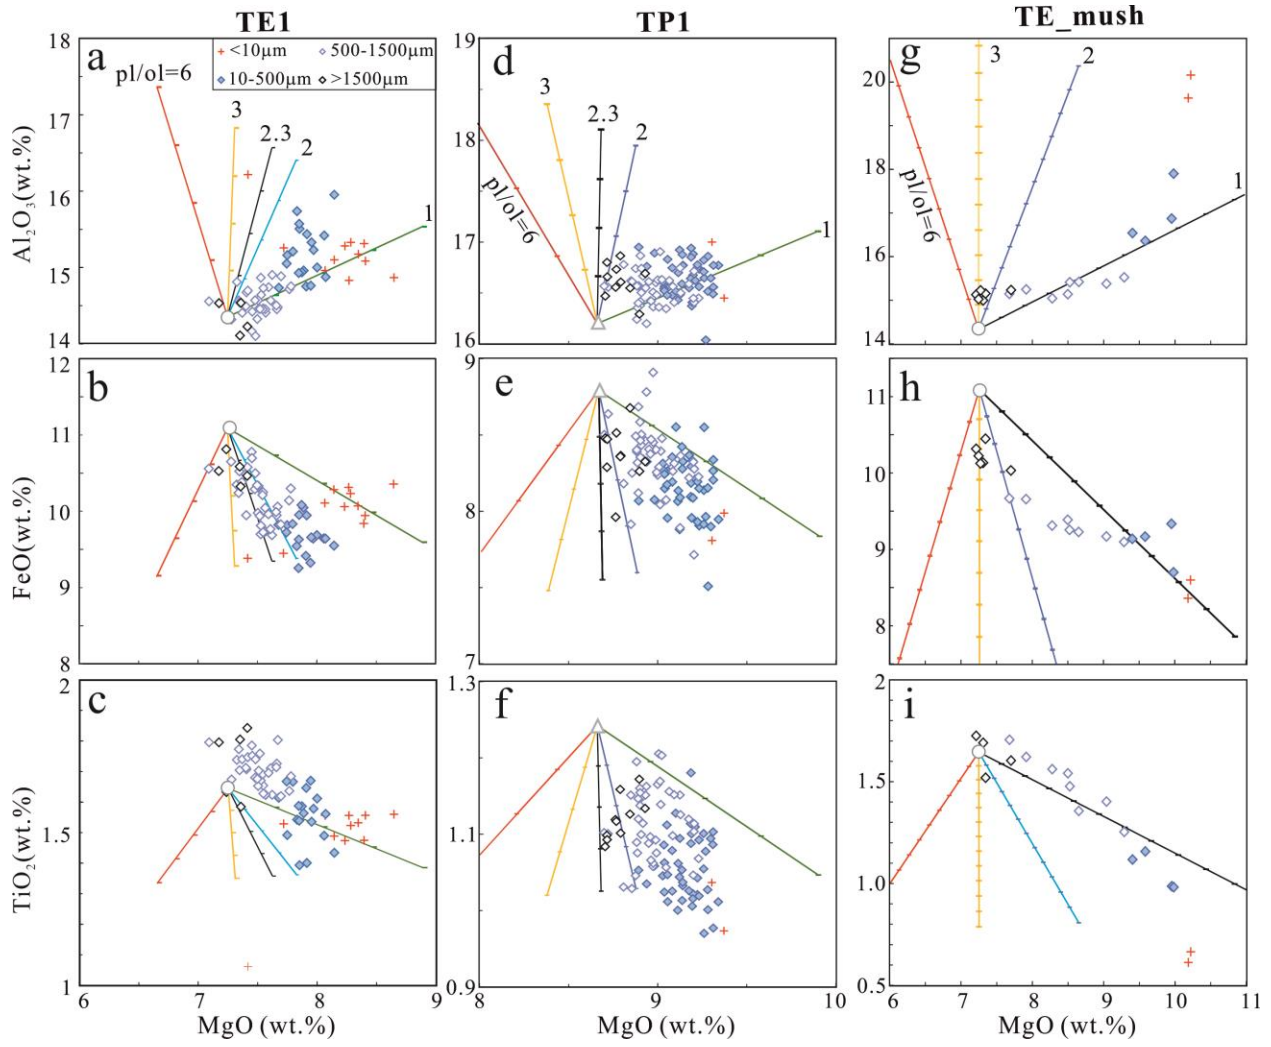 TE1
TP1
TE_mush
a
pl/ol=6
3
2.3
2
1
<10μm
500-1500μm
10-500μm
>1500μm
18
17
16
15
14
Al₂O₃(wt.%)
d
3
2.3
2
pl/ol=6
1
19
18
17
16
g
3
2
1
pl/ol=6
20
18
16
14
b
12
11
10
9
8
FeO(wt.%)
e
9
8
7
h
11
10
9
8
c
2
1.5
1
TiO₂(wt.%)
6
7
8
9
MgO (wt.%)
f
1.3
1.1
0.9
8
9
10
MgO (wt.%)
i
2
1.5
1.0
0.5
6
7
8
9
10
11
MgO (wt.%)